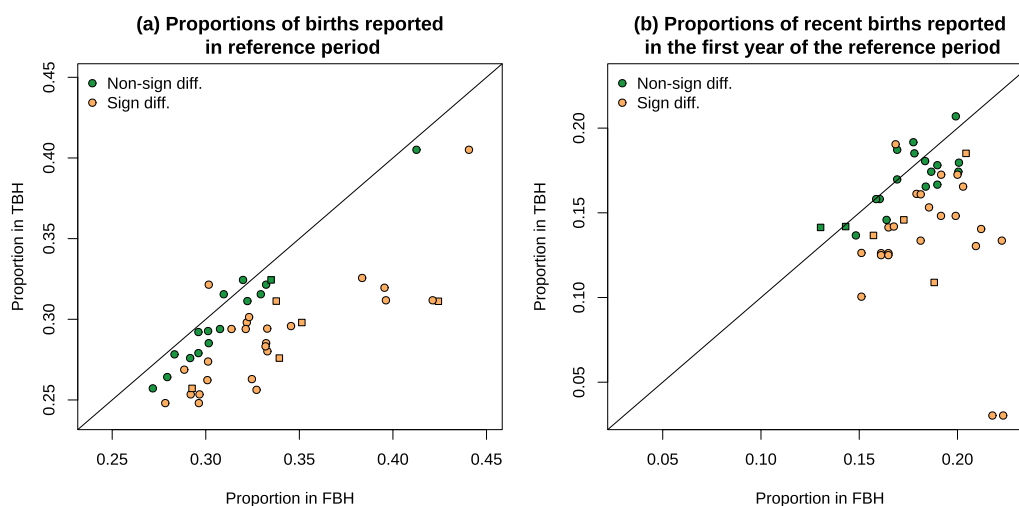 (a) Proportions of births reported
in reference period
0.45
0.40
0.35
0.30
0.25
Proportion in TBH
Non-sign diff.
Sign diff.
0.25 0.30 0.35 0.40 0.45
Proportion in FBH
(b) Proportions of recent births reported
in the first year of the reference period
0.20
0.15
0.10
0.05
Proportion in TBH
Non-sign diff.
Sign diff.
0.05 0.10 0.15 0.20
Proportion in FBH